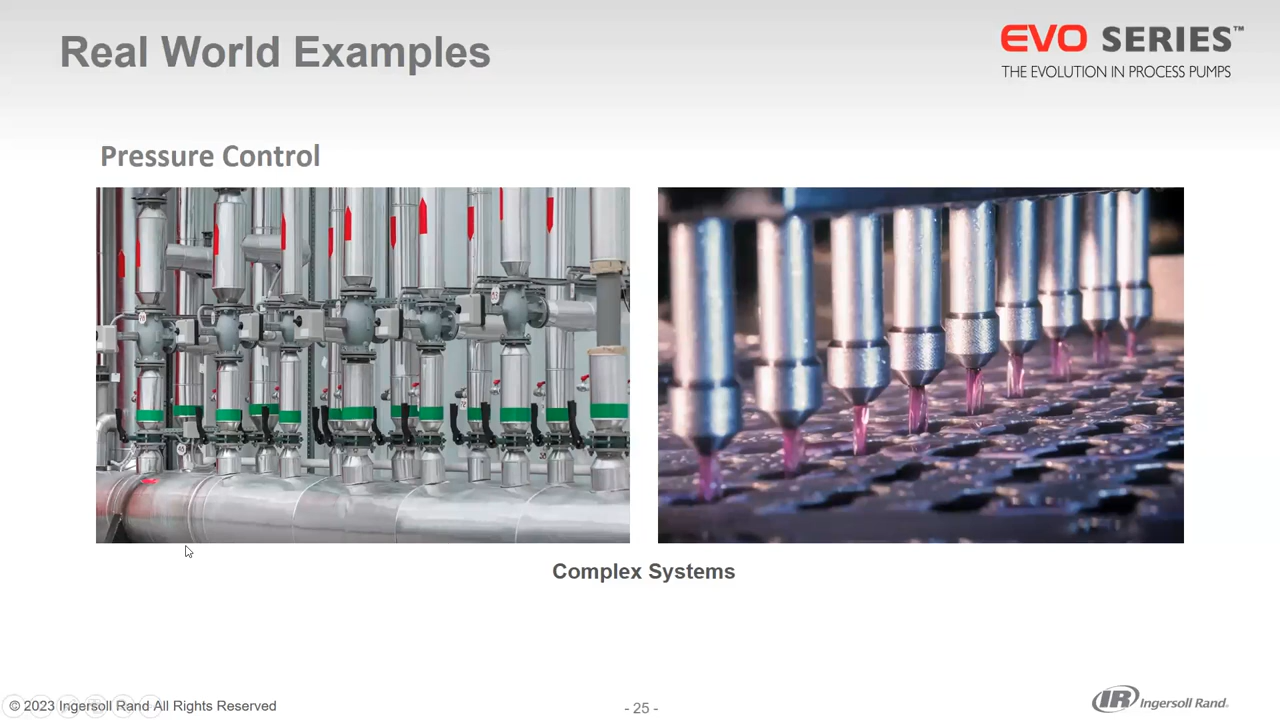 Real World Examples
EVO SERIES™
THE EVOLUTION IN PROCESS PUMPS
Pressure Control
Complex Systems
© 2023 Ingersoll Rand All Rights Reserved
- 25 -
IR Ingersoll Rand.